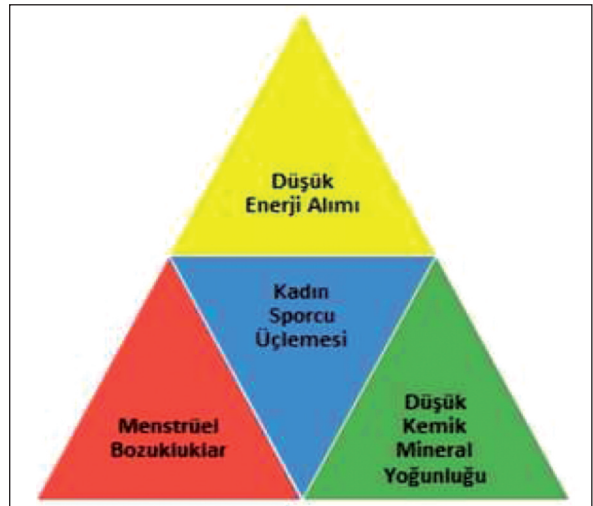 Düşük
Enerji Alımı
Kadın
Sporcu
Üçlemesi
Menstrüel
Bozukluklar
Düşük
Kemik
Mineral
Yoğunluğu